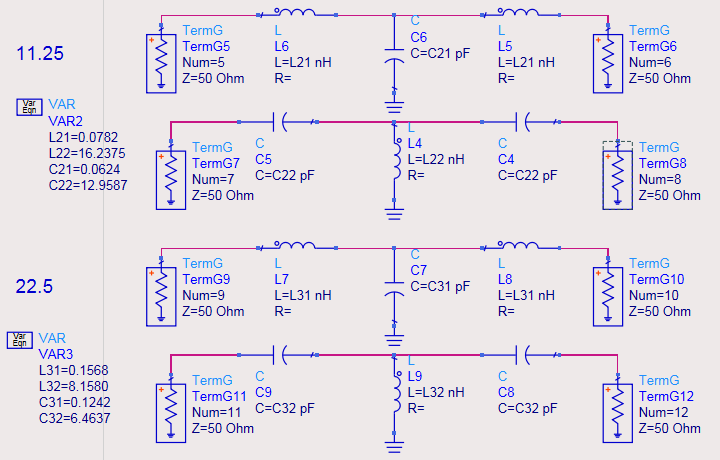 11.25
TermG
TermG5
Num=5
Z=50 Ohm
L
L6
L=L21 nH
R=
C
C6
C=C21 pF
L
L5
L=L21 nH
R=
TermG
TermG6
Num=6
Z=50 Ohm
Var
Eqn
VAR
VAR2
L21=0.0782
L22=16.2375
C21=0.0624
C22=12.9587
TermG
TermG7
Num=7
Z=50 Ohm
C
C5
C=C22 pF
L
L4
L=L22 nH
R=
C
C4
C=C22 pF
TermG
TermG8
Num=8
Z=50 Ohm
22.5
TermG
TermG9
Num=9
Z=50 Ohm
L
L7
L=L31 nH
R=
C
C7
C=C31 pF
L
L8
L=L31 nH
R=
TermG
TermG10
Num=10
Z=50 Ohm
Var
Eqn
VAR
VAR3
L31=0.1568
L32=8.1580
C31=0.1242
C32=6.4637
TermG
TermG11
Num=11
Z=50 Ohm
C
C9
C=C32 pF
L
L9
L=L32 nH
R=
C
C8
C=C32 pF
TermG
TermG12
Num=12
Z=50 Ohm